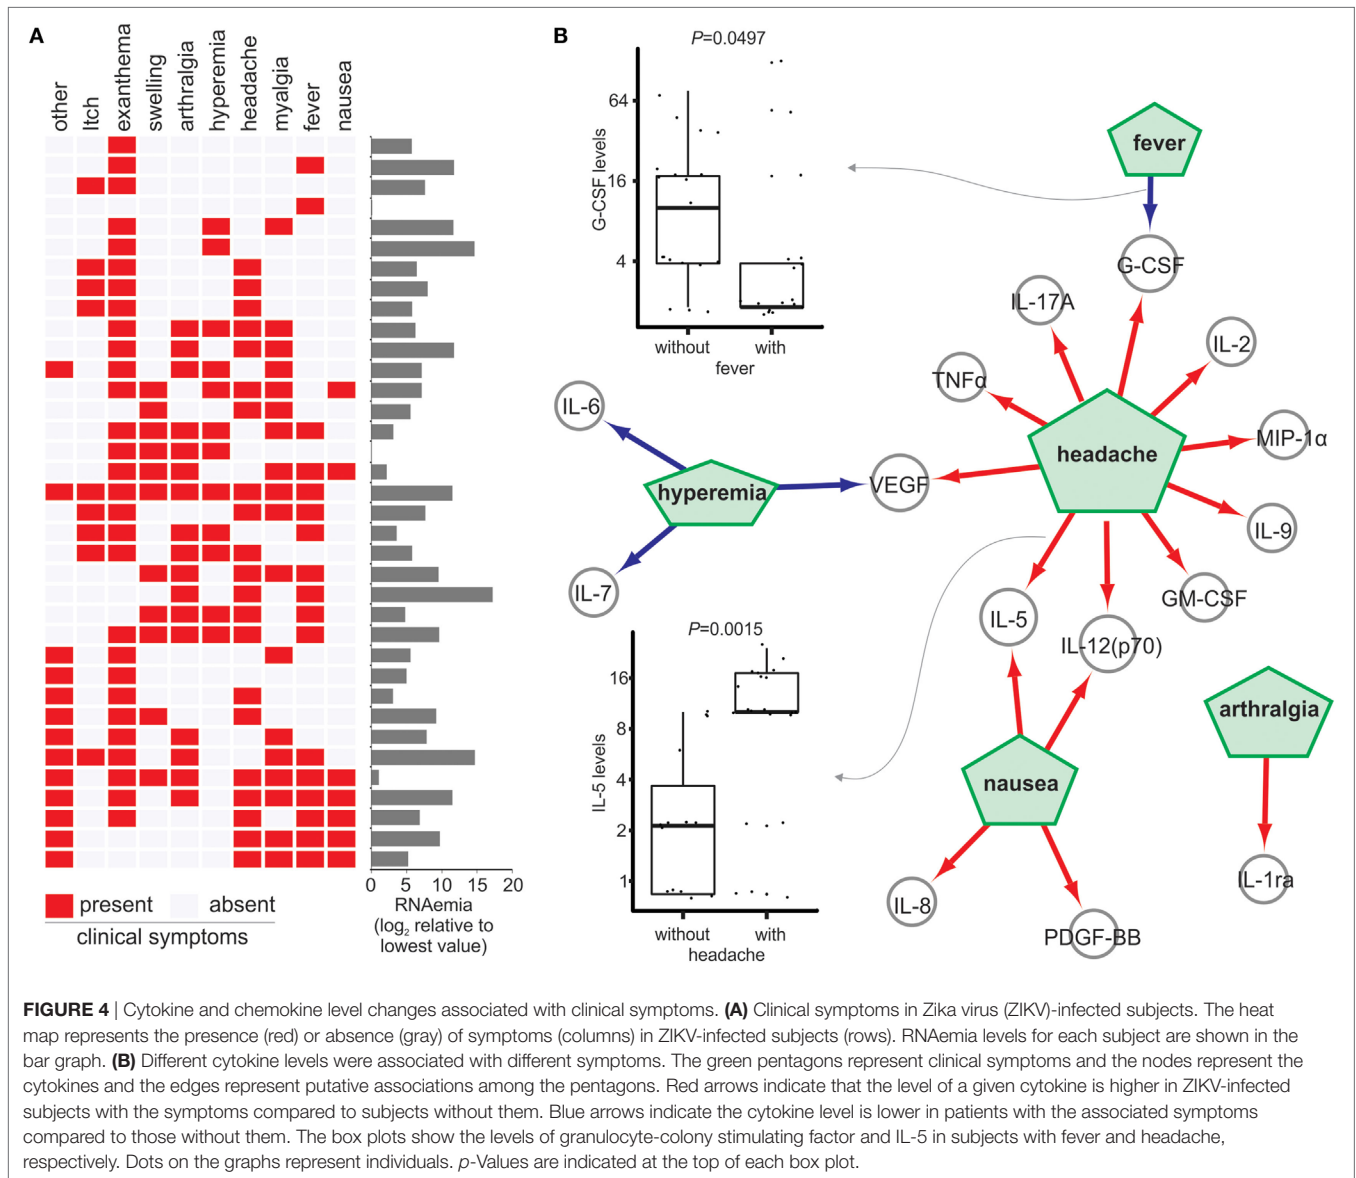 A
other
Itch
exanthema
swelling
arthralgia
hyperemia
headache
myalgia
fever
nausea
0 5 10 15 20
RNAemia
(log2 relative to
lowest value)
present absent
clinical symptoms
B
P=0.0497
G-CSF levels
64
16
4
without with
fever
fever
G-CSF
IL-17A
IL-2
TNFα
MIP-1α
headache
IL-6
hyperemia
VEGF
IL-9
IL-7
GM-CSF
IL-5
IL-12(p70)
P=0.0015
IL-5 levels
16
8
4
2
1
without with
headache
arthralgia
nausea
IL-1ra
IL-8
PDGF-BB
FIGURE 4 | Cytokine and chemokine level changes associated with clinical symptoms. (A) Clinical symptoms in Zika virus (ZIKV)-infected subjects. The heat
map represents the presence (red) or absence (gray) of symptoms (columns) in ZIKV-infected subjects (rows). RNAemia levels for each subject are shown in the
bar graph. (B) Different cytokine levels were associated with different symptoms. The green pentagons represent clinical symptoms and the nodes represent the
cytokines and the edges represent putative associations among the pentagons. Red arrows indicate that the level of a given cytokine is higher in ZIKV-infected
subjects with the symptoms compared to subjects without them. Blue arrows indicate the cytokine level is lower in patients with the associated symptoms
compared to those without them. The box plots show the levels of granulocyte-colony stimulating factor and IL-5 in subjects with fever and headache,
respectively. Dots on the graphs represent individuals. p-Values are indicated at the top of each box plot.